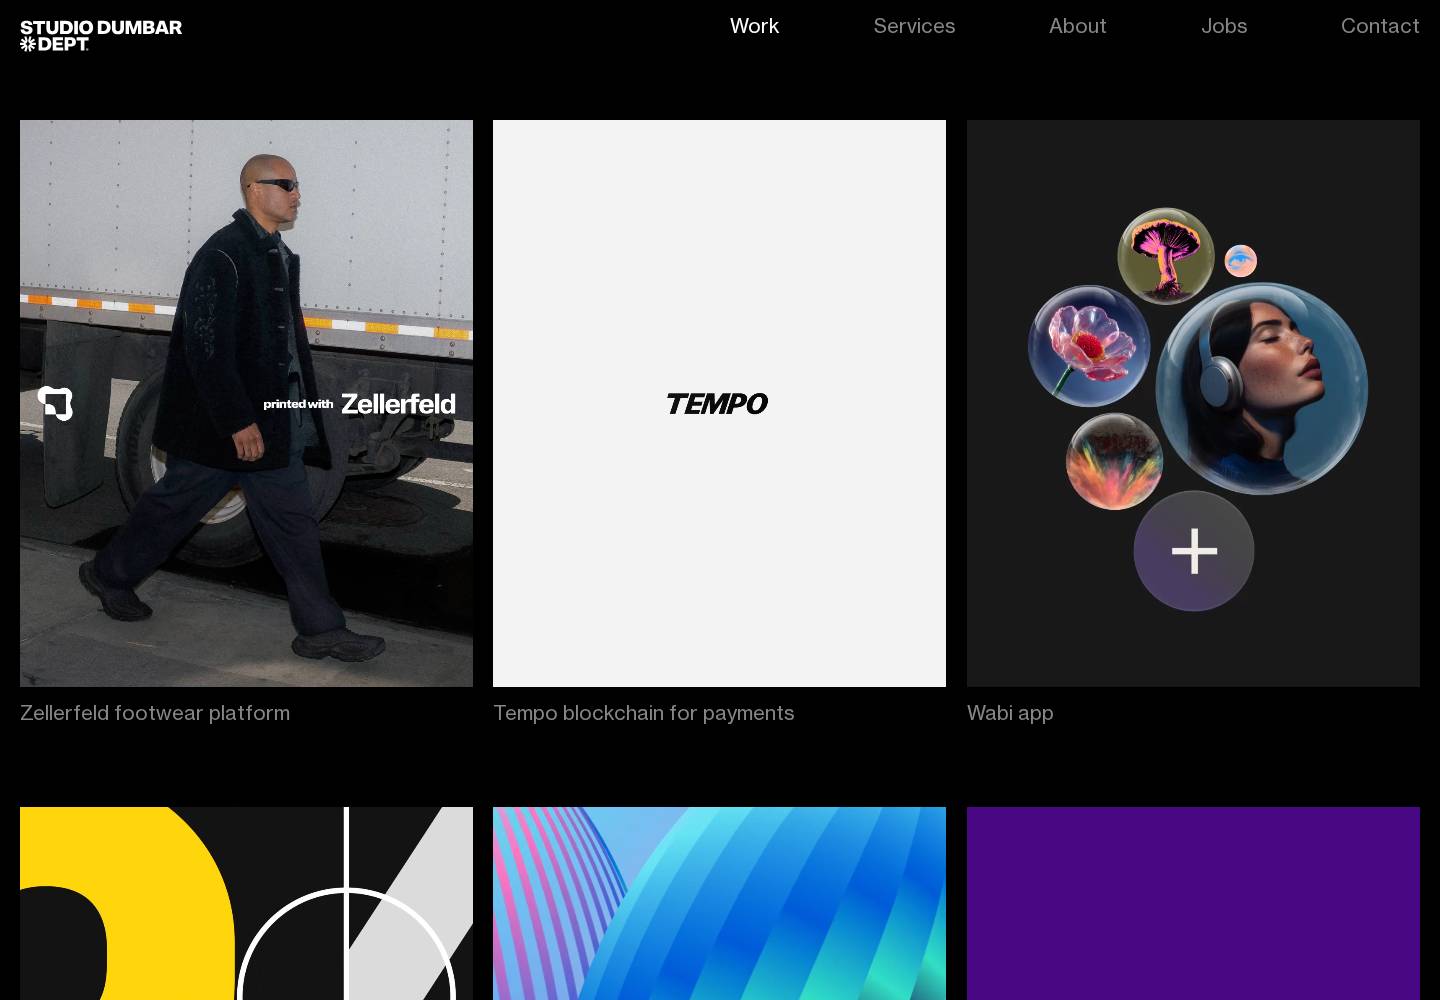 STUDIO DUMBAR
DEPT
Work
Services
About
Jobs
Contact
printed with Zellerfeld
TEMPO
Zellerfeld footwear platform
Tempo blockchain for payments
Wabi app